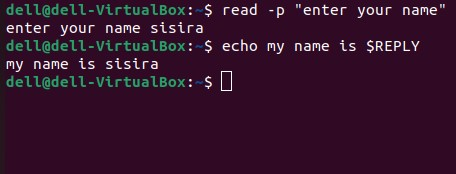 dell@dell-VirtualBox:~$ read -p "enter your name"
enter your name sisira
dell@dell-VirtualBox:~$ echo my name is $REPLY
my name is sisira
dell@dell-VirtualBox:~$